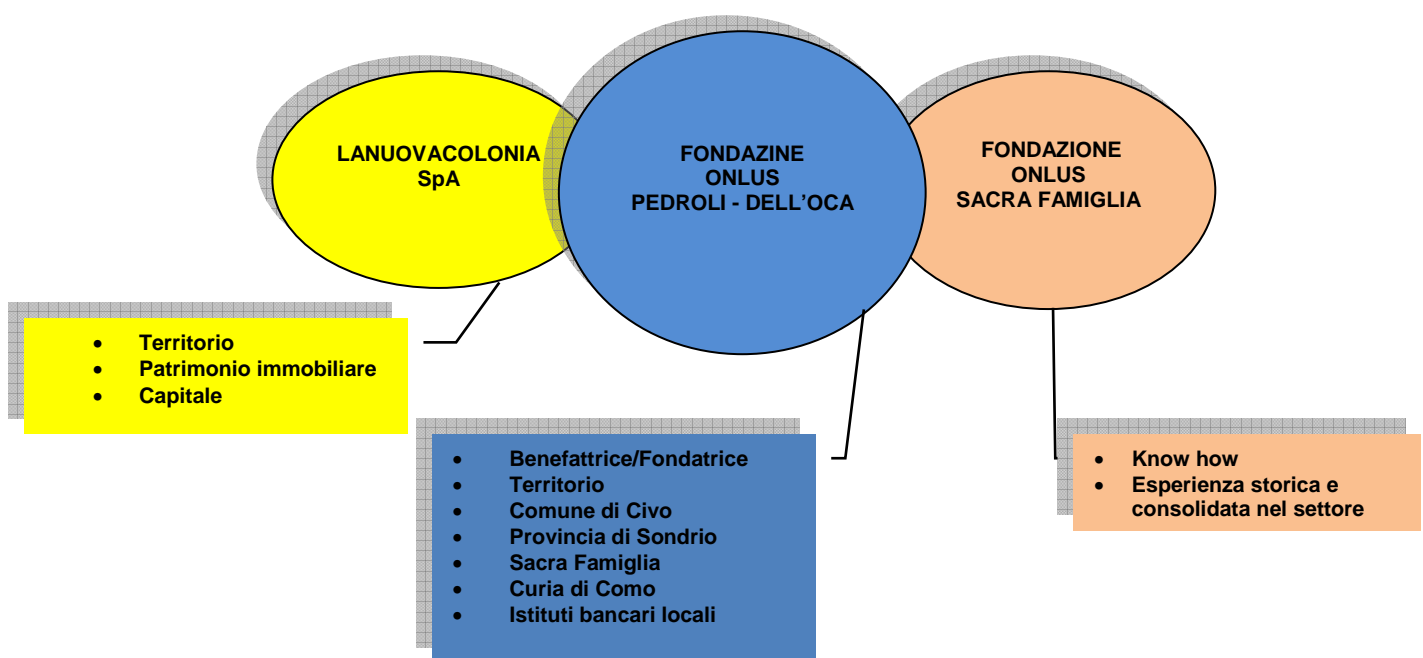 LANUOVACOLONIA
SpA
FONDAZINE
ONLUS
PEDROLI - DELL'OCA
FONDAZIONE
ONLUS
SACRA FAMIGLIA
• Territorio
• Patrimonio immobiliare
• Capitale
• Benefattrice/Fondatrice
• Territorio
• Comune di Civo
• Provincia di Sondrio
• Sacra Famiglia
• Curia di Como
• Istituti bancari locali
• Know how
• Esperienza storica e
consolidata nel settore